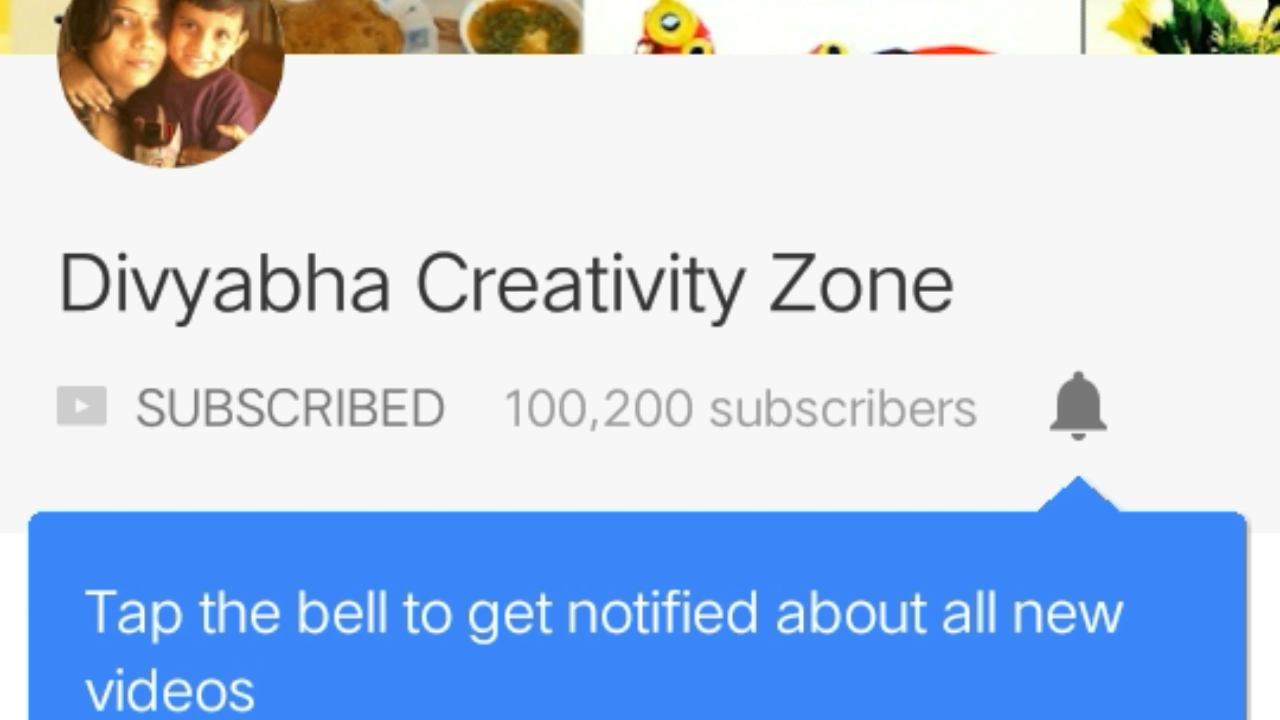 Divyabha Creativity Zone
SUBSCRIBED 100,200 subscribers
Tap the bell to get notified about all new
videos